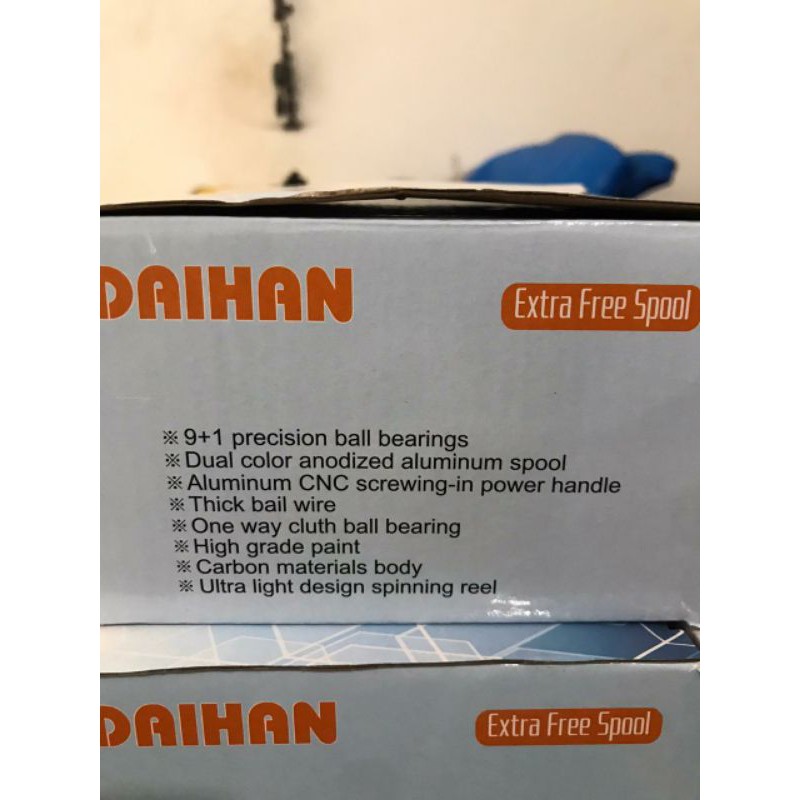 DAIHAN
Extra Free Spool
※ 9+1 precision ball bearings
※ Dual color anodized aluminum spool
※ Aluminum CNC screwing-in power handle
※ Thick bail wire
※ One way cluth ball bearing
※ High grade paint
※ Carbon materials body
※ Ultra light design spinning reel
DAIHAN
Extra Free Spool